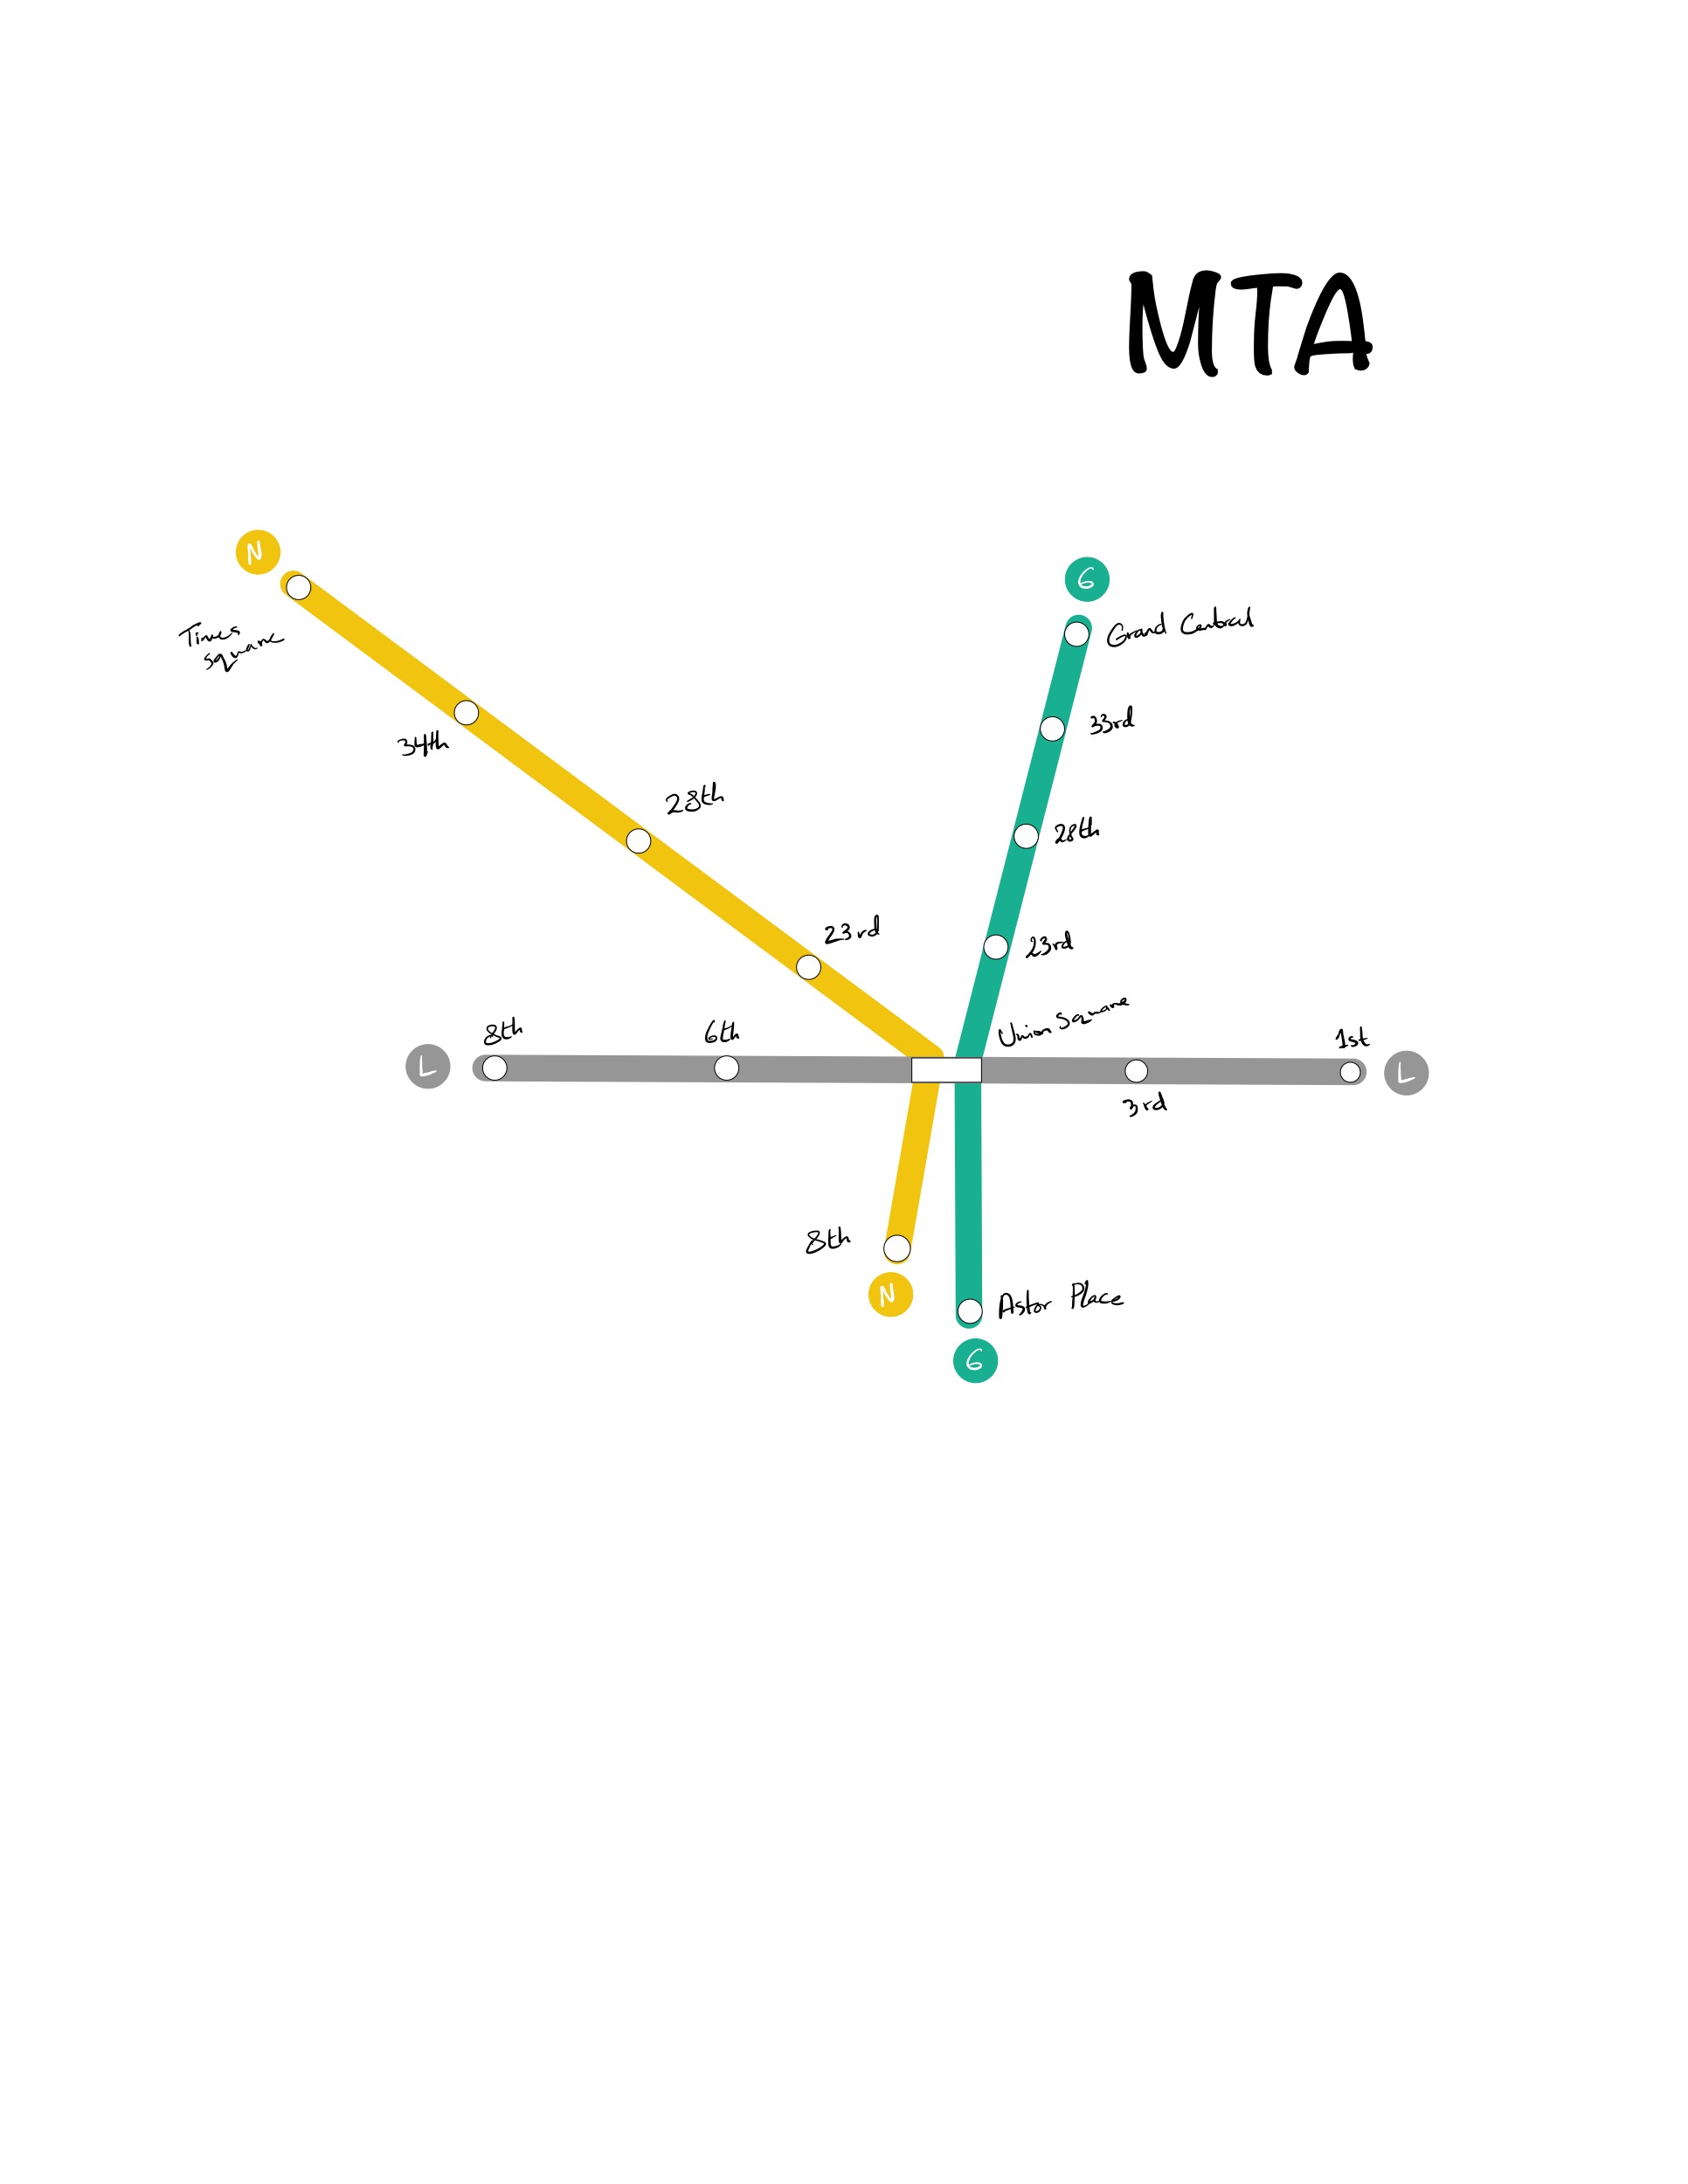 MTA
N
6
Times
Square
Grand Central
33rd
34th
28th
28th
23rd
23rd
Union Square
8th
6th
1st
L
L
3rd
8th
N
Astor Place
6